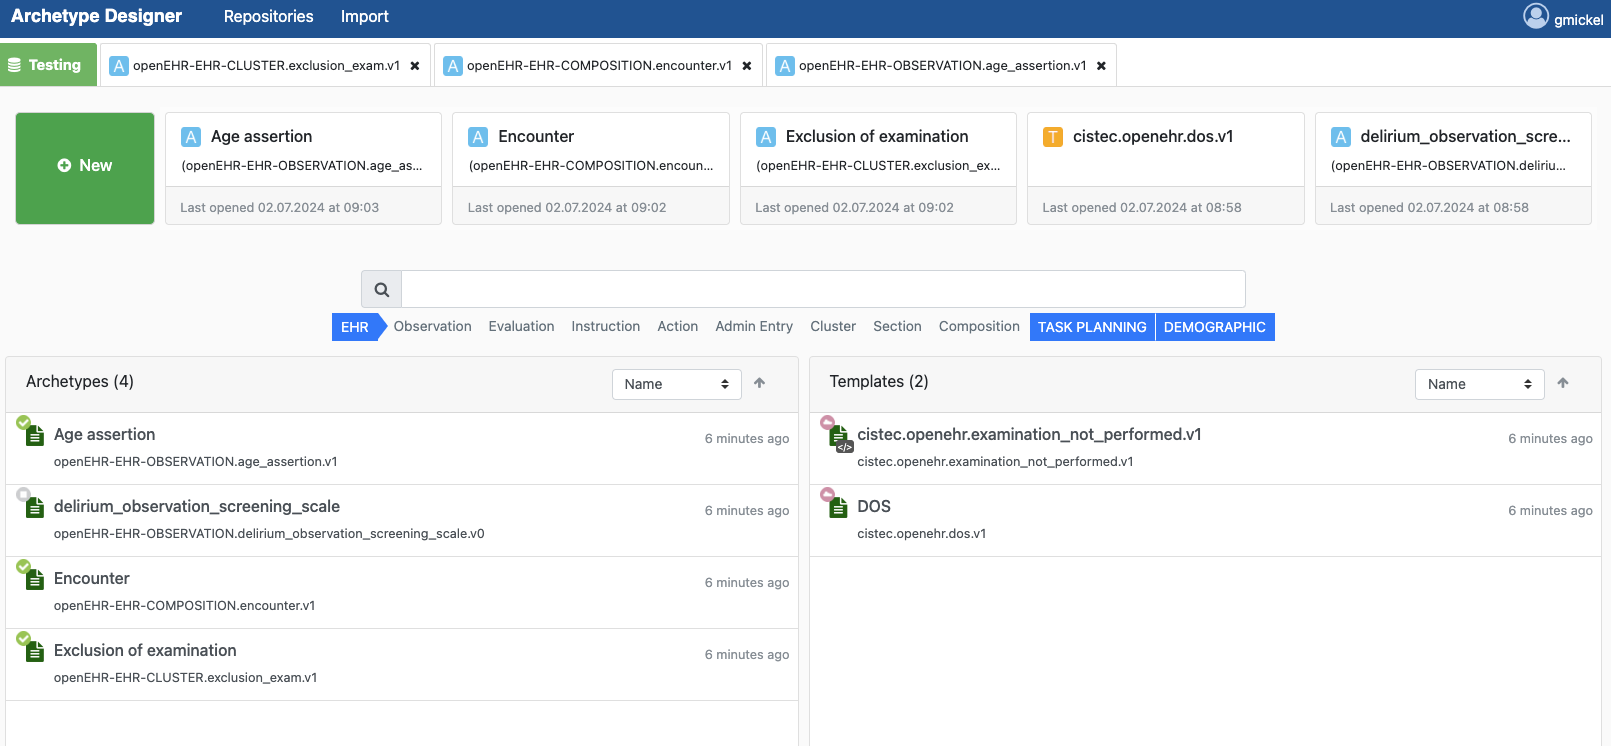 Archetype Designer Repositories Import gmickel
Testing A openEHR-EHR-CLUSTER.exclusion_exam.v1 ✖ A openEHR-EHR-COMPOSITION.encounter.v1 ✖ A openEHR-EHR-OBSERVATION.age_assertion.v1 ✖
New
A Age assertion
(openEHR-EHR-OBSERVATION.age_as...
Last opened 02.07.2024 at 09:03
A Encounter
(openEHR-EHR-COMPOSITION.encoun...
Last opened 02.07.2024 at 09:02
A Exclusion of examination
(openEHR-EHR-CLUSTER.exclusion_ex...
Last opened 02.07.2024 at 09:02
T cistec.openehr.dos.v1
Last opened 02.07.2024 at 08:58
A delirium_observation_scre...
(openEHR-EHR-OBSERVATION.deliriu...
Last opened 02.07.2024 at 08:58
EHR Observation Evaluation Instruction Action Admin Entry Cluster Section Composition TASK PLANNING DEMOGRAPHIC
Archetypes (4) Name
Age assertion 6 minutes ago
openEHR-EHR-OBSERVATION.age_assertion.v1
delirium_observation_screening_scale 6 minutes ago
openEHR-EHR-OBSERVATION.delirium_observation_screening_scale.v0
Encounter 6 minutes ago
openEHR-EHR-COMPOSITION.encounter.v1
Exclusion of examination 6 minutes ago
openEHR-EHR-CLUSTER.exclusion_exam.v1
Templates (2) Name
cistec.openehr.examination_not_performed.v1 6 minutes ago
</>
cistec.openehr.examination_not_performed.v1
DOS 6 minutes ago
cistec.openehr.dos.v1